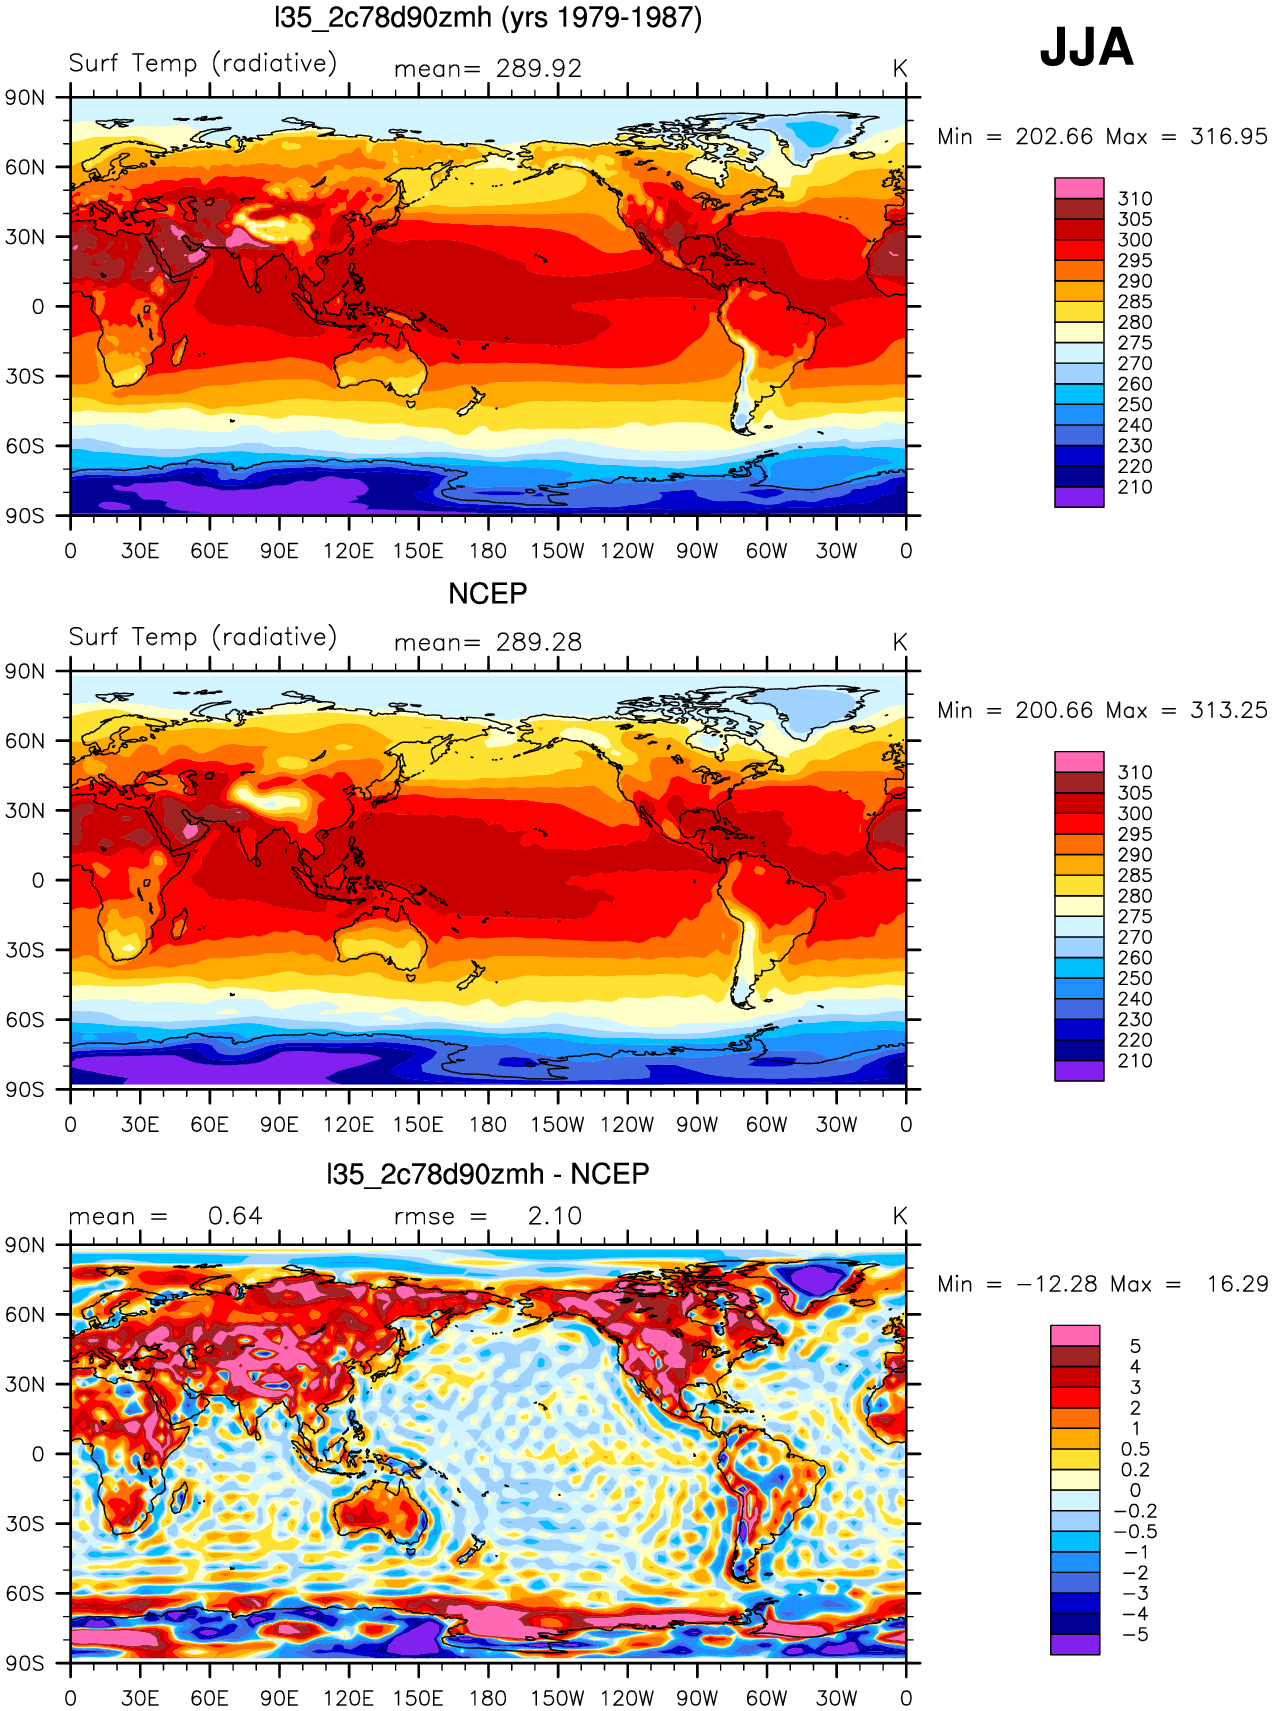 l35_2c78d90zmh (yrs 1979-1987)
JJA
Surf Temp (radiative) mean= 289.92 K
Min = 202.66 Max = 316.95
90N
60N
30N
0
30S
60S
90S
0 30E 60E 90E 120E 150E 180 150W 120W 90W 60W 30W 0
310
305
300
295
290
285
280
275
270
260
250
240
230
220
210
NCEP
Surf Temp (radiative) mean= 289.28 K
Min = 200.66 Max = 313.25
90N
60N
30N
0
30S
60S
90S
0 30E 60E 90E 120E 150E 180 150W 120W 90W 60W 30W 0
310
305
300
295
290
285
280
275
270
260
250
240
230
220
210
l35_2c78d90zmh - NCEP
mean = 0.64 rmse = 2.10 K
Min = −12.28 Max = 16.29
90N
60N
30N
0
30S
60S
90S
0 30E 60E 90E 120E 150E 180 150W 120W 90W 60W 30W 0
5
4
3
2
1
0.5
0.2
0
−0.2
−0.5
−1
−2
−3
−4
−5